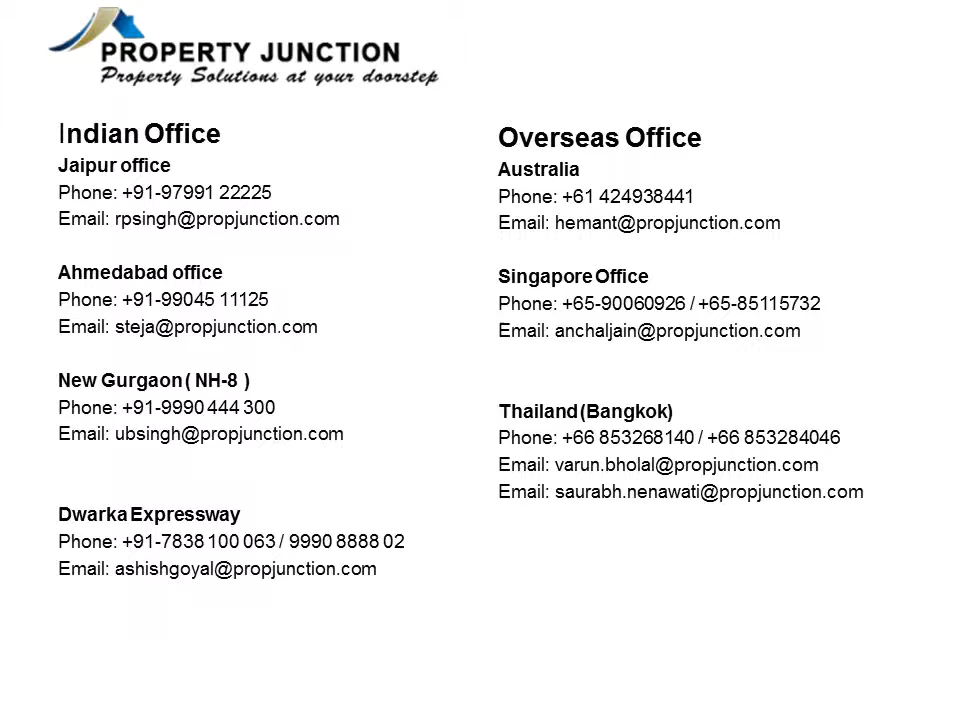 PROPERTY JUNCTION
Property Solutions at your doorstep
Indian Office
Jaipur office
Phone: +91-97991 22225
Email: rpsingh@propjunction.com
Ahmedabad office
Phone: +91-99045 11125
Email: steja@propjunction.com
New Gurgaon ( NH-8 )
Phone: +91-9990 444 300
Email: ubsingh@propjunction.com
Dwarka Expressway
Phone: +91-7838 100 063 / 9990 8888 02
Email: ashishgoyal@propjunction.com
Overseas Office
Australia
Phone: +61 424938441
Email: hemant@propjunction.com
Singapore Office
Phone: +65-90060926 / +65-85115732
Email: anchaljain@propjunction.com
Thailand (Bangkok)
Phone: +66 853268140 / +66 853284046
Email: varun.bholal@propjunction.com
Email: saurabh.nenawati@propjunction.com